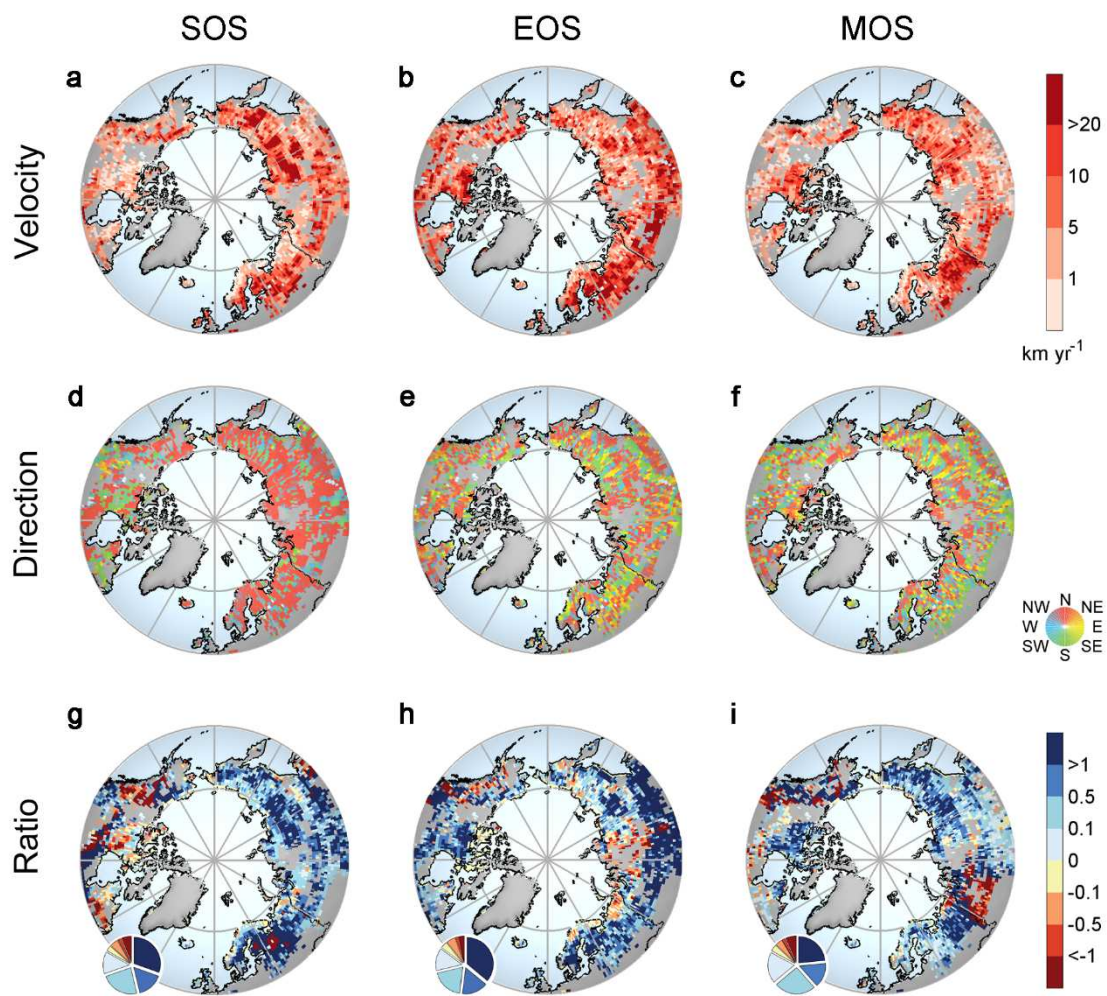 SOS EOS MOS
a b c
Velocity
>20
10
5
1
km yr⁻¹
d e f
Direction
N
NW NE
W E
SW SE
S
g h i
Ratio
>1
0.5
0.1
0
-0.1
-0.5
<-1